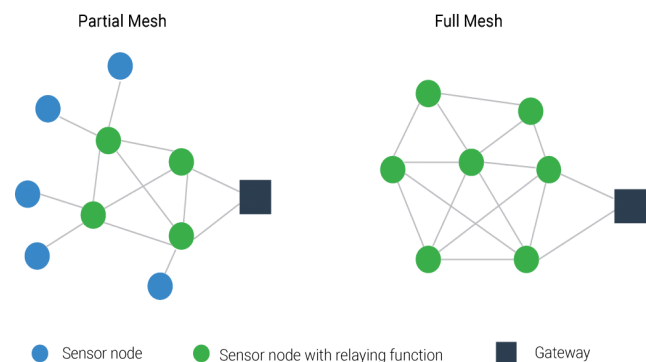 Partial Mesh
Full Mesh
Sensor node
Sensor node with relaying function
Gateway